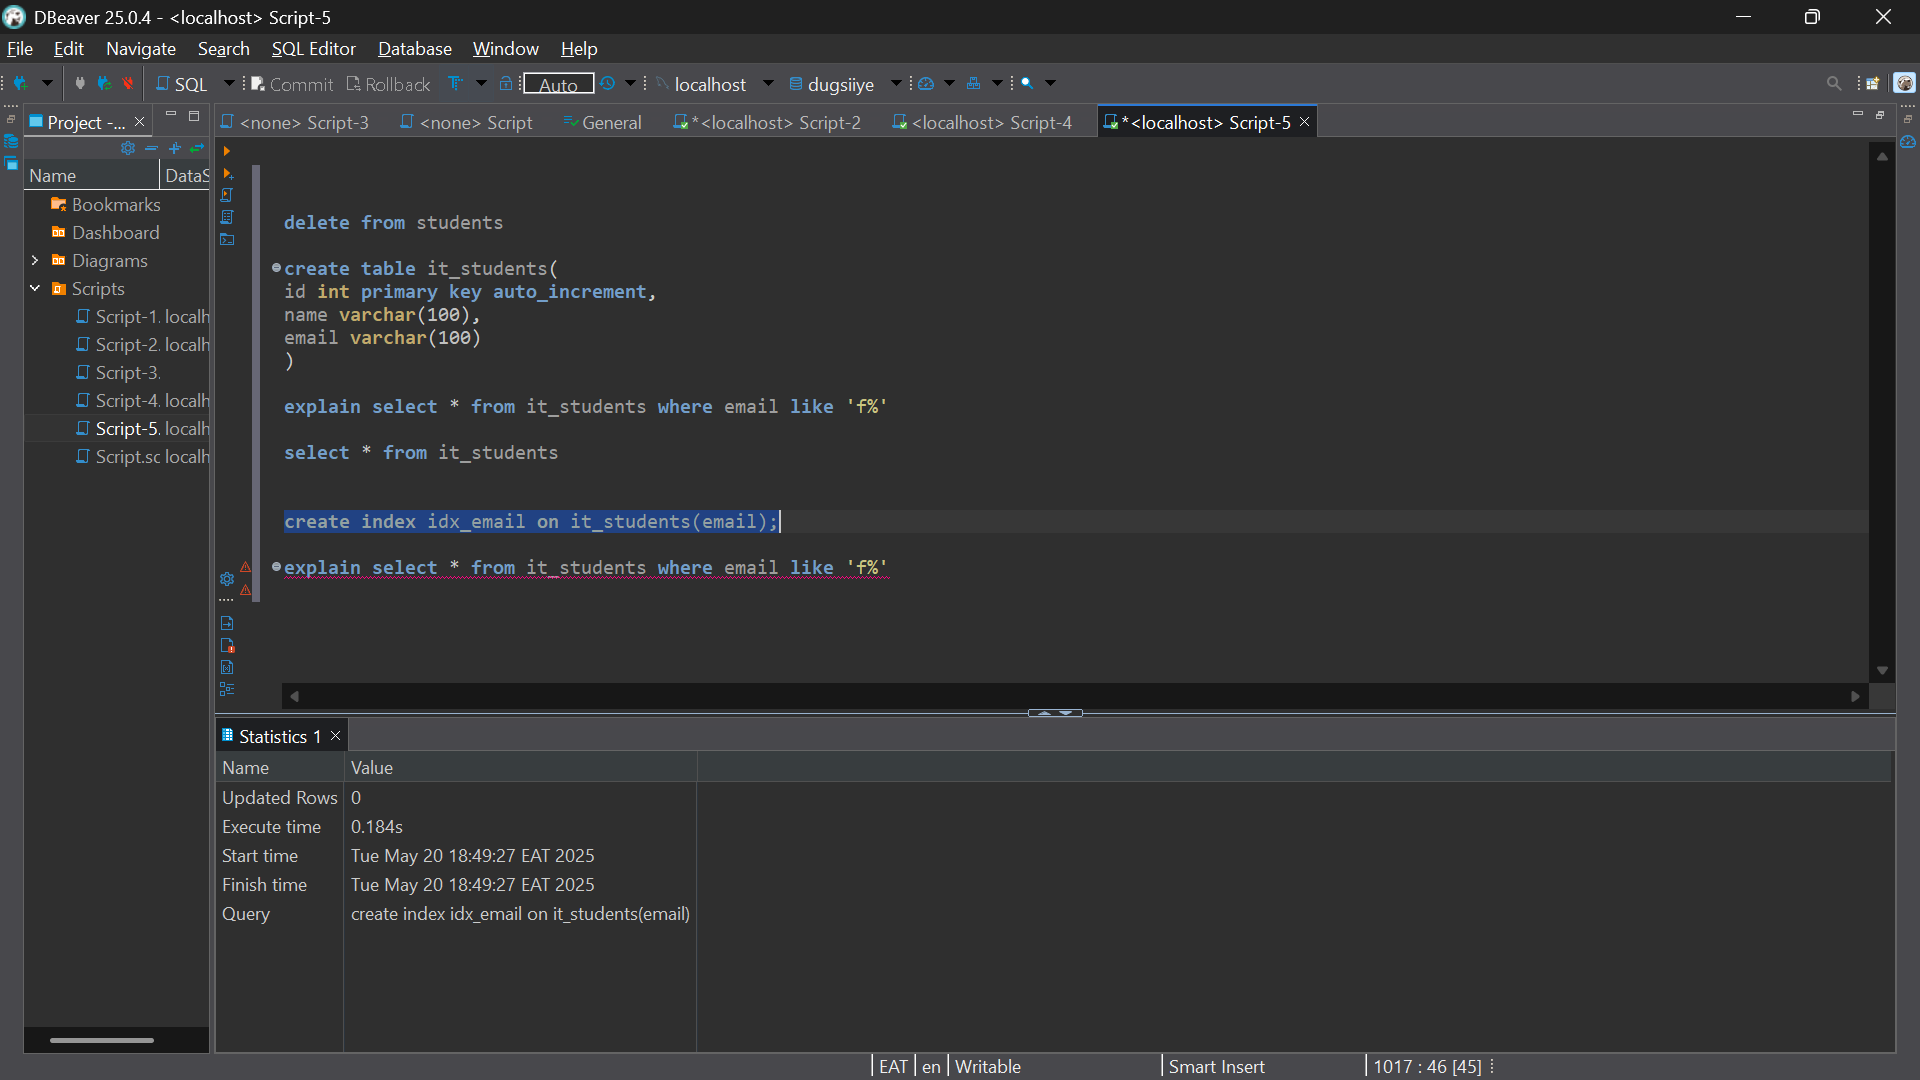 DBeaver 25.0.4 - <localhost> Script-5
File Edit Navigate Search SQL Editor Database Window Help
SQL Commit Rollback Auto localhost dugsiiye
Project -...
<none> Script-3 <none> Script General *<localhost> Script-2 <localhost> Script-4 *<localhost> Script-5
Name DataS
Bookmarks
Dashboard
Diagrams
Scripts
Script-1. localh
Script-2. localh
Script-3.
Script-4. localh
Script-5. localh
Script.sc localh
delete from students
create table it_students(
id int primary key auto_increment,
name varchar(100),
email varchar(100)
)
explain select * from it_students where email like 'f%'
select * from it_students
create index idx_email on it_students(email);
explain select * from it_students where email like 'f%'
Statistics 1
Name Value
Updated Rows 0
Execute time 0.184s
Start time Tue May 20 18:49:27 EAT 2025
Finish time Tue May 20 18:49:27 EAT 2025
Query create index idx_email on it_students(email)
EAT en Writable Smart Insert 1017 : 46 [45]